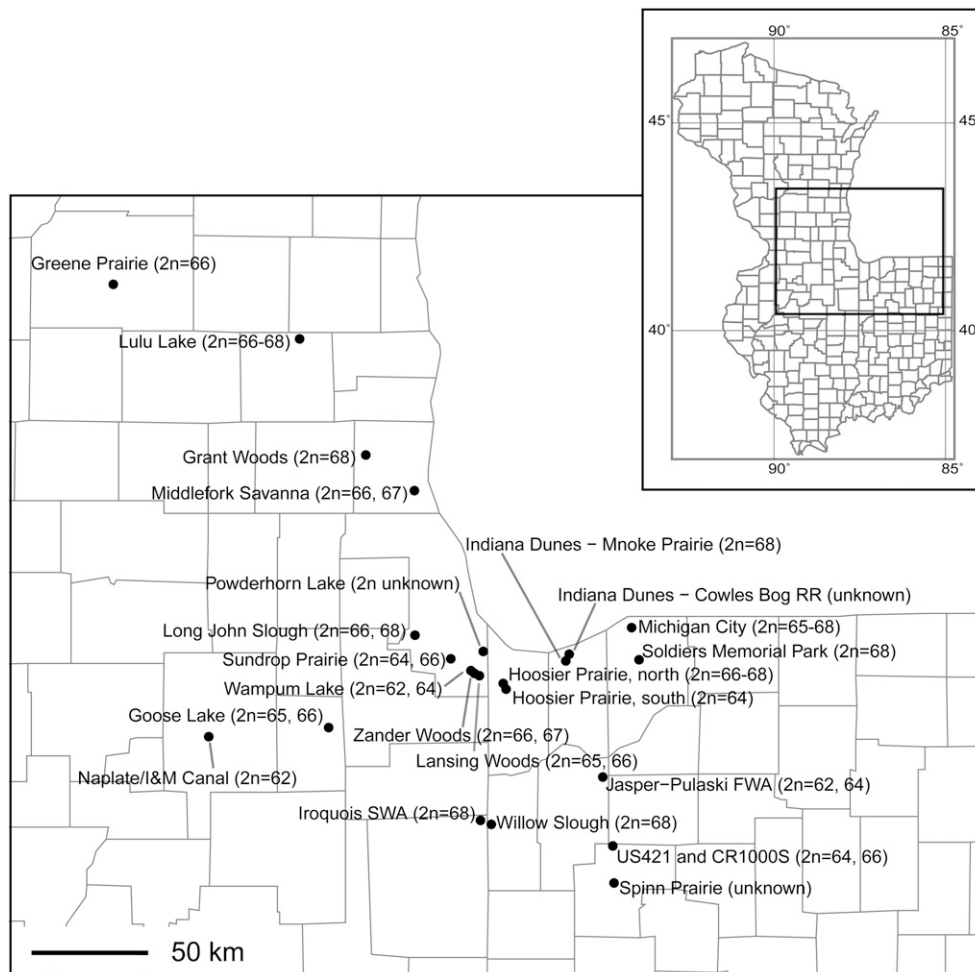 90˚
85˚
45˚
45
40˚
40
90˚
85˚
Greene Prairie (2n=66)
Lulu Lake (2n=66-68)
Grant Woods (2n=68)
Middlefork Savanna (2n=66, 67)
Indiana Dunes − Mnoke Prairie (2n=68)
Powderhorn Lake (2n unknown)
Indiana Dunes − Cowles Bog RR (unknown)
Long John Slough (2n=66, 68)
Michigan City (2n=65-68)
Sundrop Prairie (2n=64, 66)
Soldiers Memorial Park (2n=68)
Hoosier Prairie, north (2n=66-68)
Wampum Lake (2n=62, 64)
Hoosier Prairie, south (2n=64)
Goose Lake (2n=65, 66)
Zander Woods (2n=66, 67)
Lansing Woods (2n=65, 66)
Naplate/I&M Canal (2n=62)
Jasper−Pulaski FWA (2n=62, 64)
Iroquois SWA (2n=68)
Willow Slough (2n=68)
US421 and CR1000S (2n=64, 66)
Spinn Prairie (unknown)
50 km